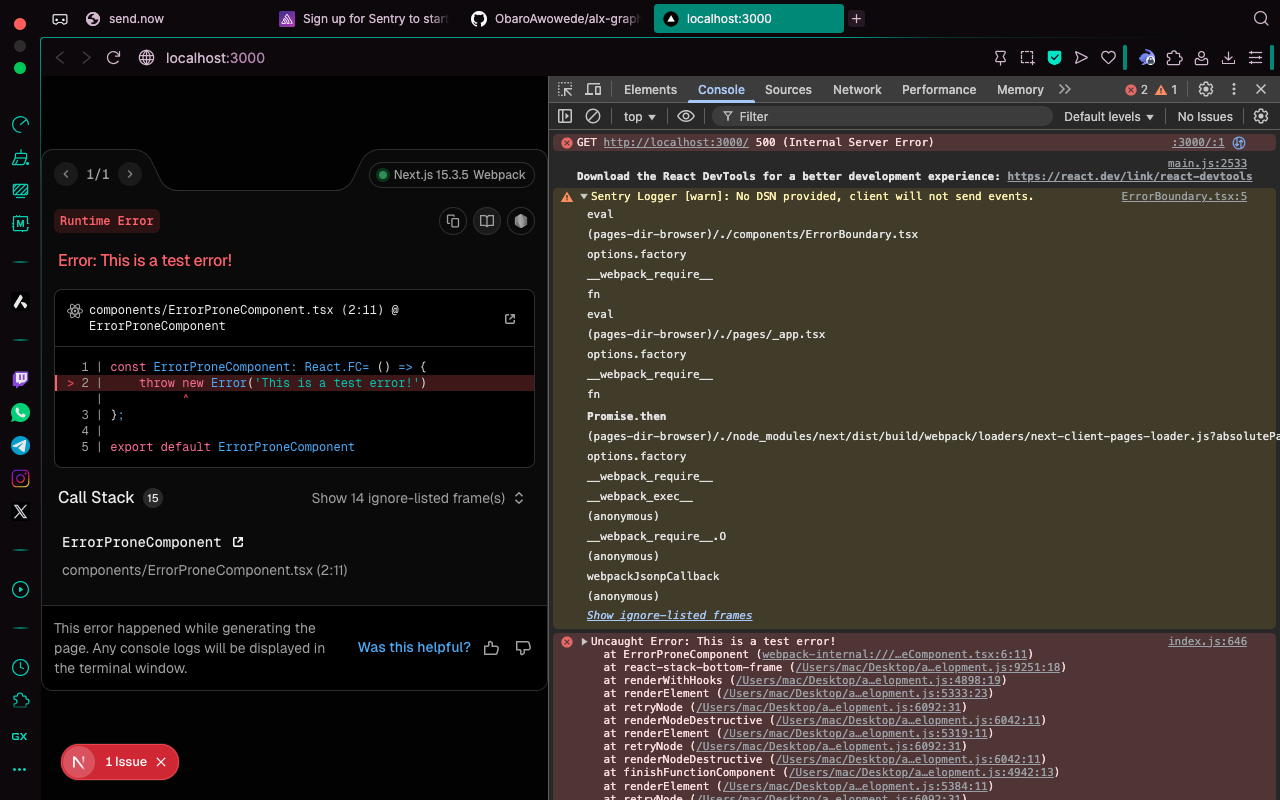 send.now
Sign up for Sentry to start
ObaroAwowede/alx-graph
localhost:3000
localhost:3000
1/1
Next.js 15.3.5 Webpack
Runtime Error
Error: This is a test error!
components/ErrorProneComponent.tsx (2:11) @
ErrorProneComponent
1 | const ErrorProneComponent: React.FC= () => {
> 2 |     throw new Error('This is a test error!')
|           ^
3 | };
4 |
5 | export default ErrorProneComponent
Call Stack 15
Show 14 ignore-listed frame(s)
ErrorProneComponent
components/ErrorProneComponent.tsx (2:11)
This error happened while generating the
page. Any console logs will be displayed in
the terminal window.
Was this helpful?
N 1 Issue
GX
Elements Console Sources Network Performance Memory 2 1
top Filter Default levels No Issues
GET http://localhost:3000/ 500 (Internal Server Error) :3000/:1
main.js:2533
Download the React DevTools for a better development experience: https://react.dev/link/react-devtools
Sentry Logger [warn]: No DSN provided, client will not send events. ErrorBoundary.tsx:5
eval
(pages-dir-browser)/./components/ErrorBoundary.tsx
options.factory
__webpack_require__
fn
eval
(pages-dir-browser)/./pages/_app.tsx
options.factory
__webpack_require__
fn
Promise.then
(pages-dir-browser)/./node_modules/next/dist/build/webpack/loaders/next-client-pages-loader.js?absolutePa
options.factory
__webpack_require__
__webpack_exec__
(anonymous)
__webpack_require__.O
(anonymous)
webpackJsonpCallback
(anonymous)
Show ignore-listed frames
Uncaught Error: This is a test error! index.js:646
at ErrorProneComponent (webpack-internal:///…eComponent.tsx:6:11)
at react-stack-bottom-frame (/Users/mac/Desktop/a…elopment.js:9251:18)
at renderWithHooks (/Users/mac/Desktop/a…elopment.js:4898:19)
at renderElement (/Users/mac/Desktop/a…elopment.js:5333:23)
at retryNode (/Users/mac/Desktop/a…elopment.js:6092:31)
at renderNodeDestructive (/Users/mac/Desktop/a…elopment.js:6042:11)
at renderElement (/Users/mac/Desktop/a…elopment.js:5319:11)
at retryNode (/Users/mac/Desktop/a…elopment.js:6092:31)
at renderNodeDestructive (/Users/mac/Desktop/a…elopment.js:6042:11)
at finishFunctionComponent (/Users/mac/Desktop/a…elopment.js:4942:13)
at renderElement (/Users/mac/Desktop/a…elopment.js:5384:11)
at retryNode (/Users/mac/Desktop/a…elopment.js:6092:31)